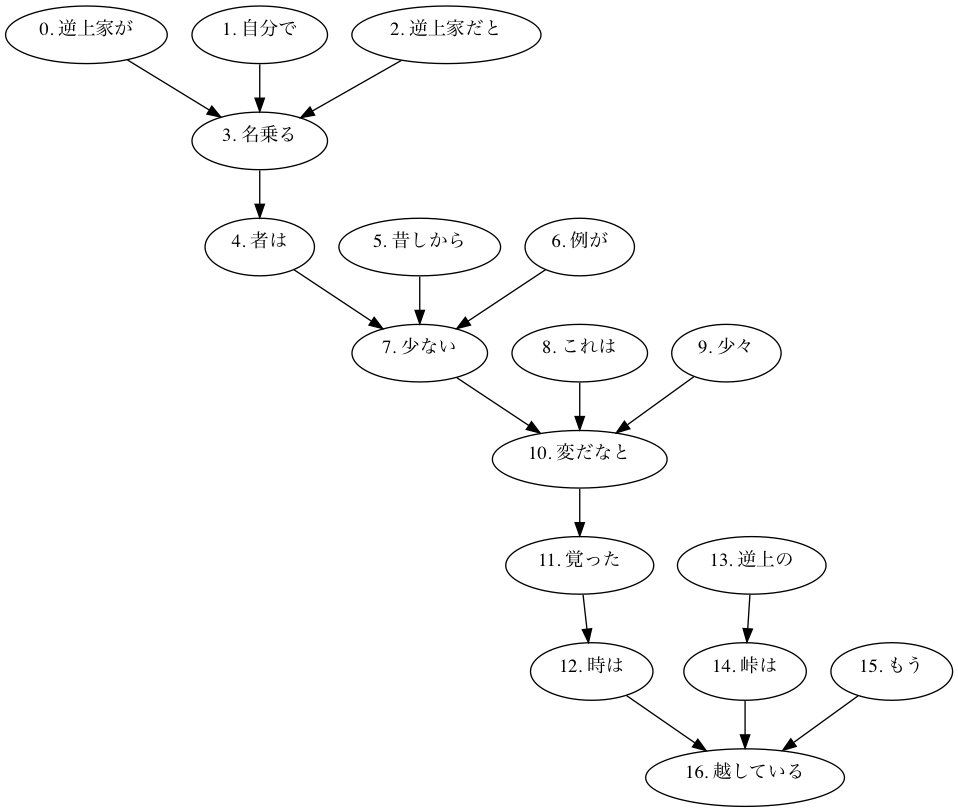 0. 逆上家が
1. 自分で
2. 逆上家だと
3. 名乗る
4. 者は
5. 昔しから
6. 例が
7. 少ない
8. これは
9. 少々
10. 変だなと
11. 覚った
13. 逆上の
12. 時は
14. 峠は
15. もう
16. 越している